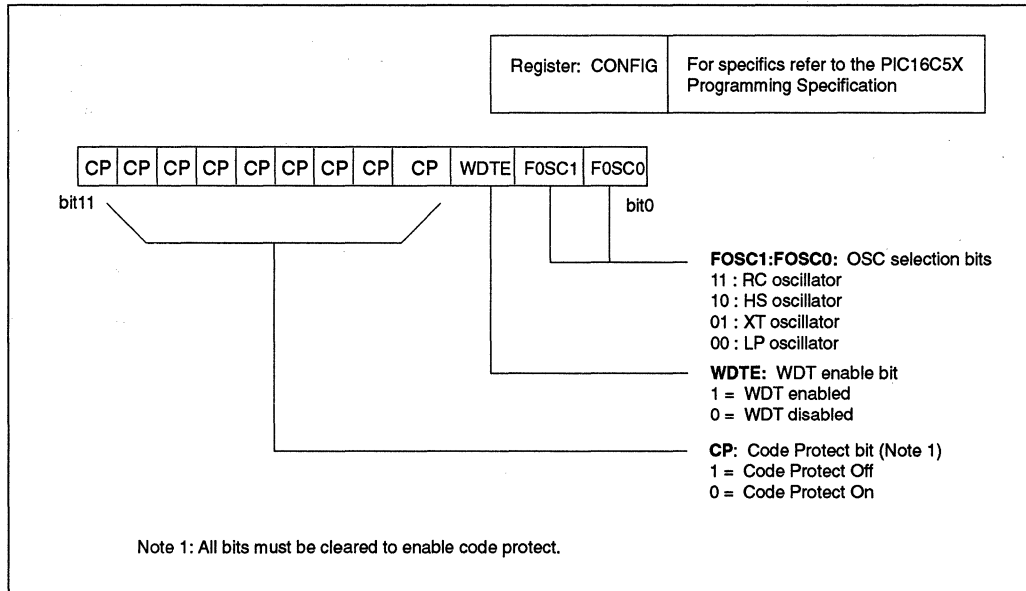 Register: CONFIG
For specifics refer to the PIC16C5X
Programming Specification
CP CP CP CP CP CP CP CP CP WDTE F0SC1 F0SC0
bit11
bit0
FOSC1:FOSC0: OSC selection bits
11 : RC oscillator
10 : HS oscillator
01 : XT oscillator
00 : LP oscillator
WDTE: WDT enable bit
1 = WDT enabled
0 = WDT disabled
CP: Code Protect bit (Note 1)
1 = Code Protect Off
0 = Code Protect On
Note 1: All bits must be cleared to enable code protect.